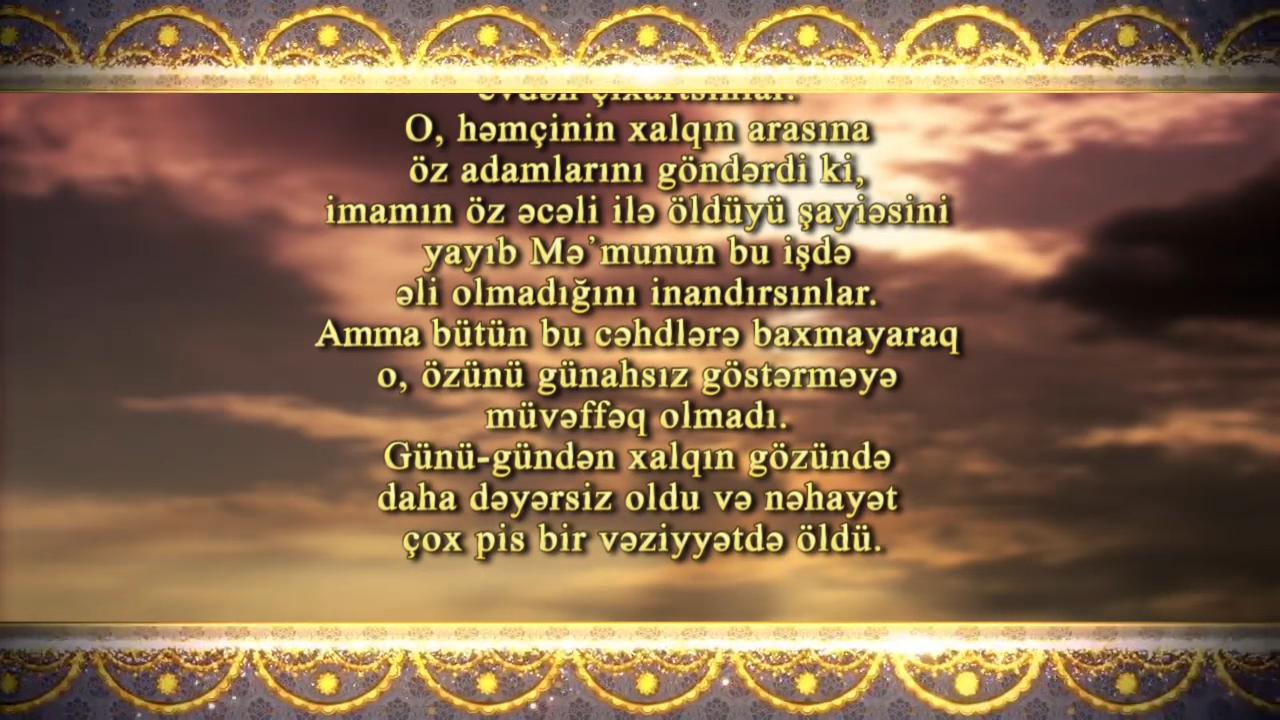 evdən çıxartsınlar.
O, həmçinin xalqın arasına
öz adamlarını göndərdi ki,
imamın öz əcəli ilə öldüyü şayiəsini
yayıb Mə’munun bu işdə
əli olmadığını inandırsınlar.
Amma bütün bu cəhdlərə baxmayaraq
o, özünü günahsız göstərməyə
müvəffəq olmadı.
Günü-gündən xalqın gözündə
daha dəyərsiz oldu və nəhayət
çox pis bir vəziyyətdə öldü.